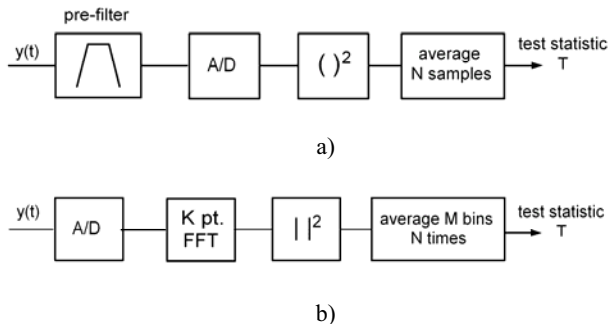 pre-filter
y(t)
A/D
( )²
average
N samples
test statistic
T
a)
y(t)
A/D
K pt.
FFT
| |²
average M bins
N times
test statistic
T
b)